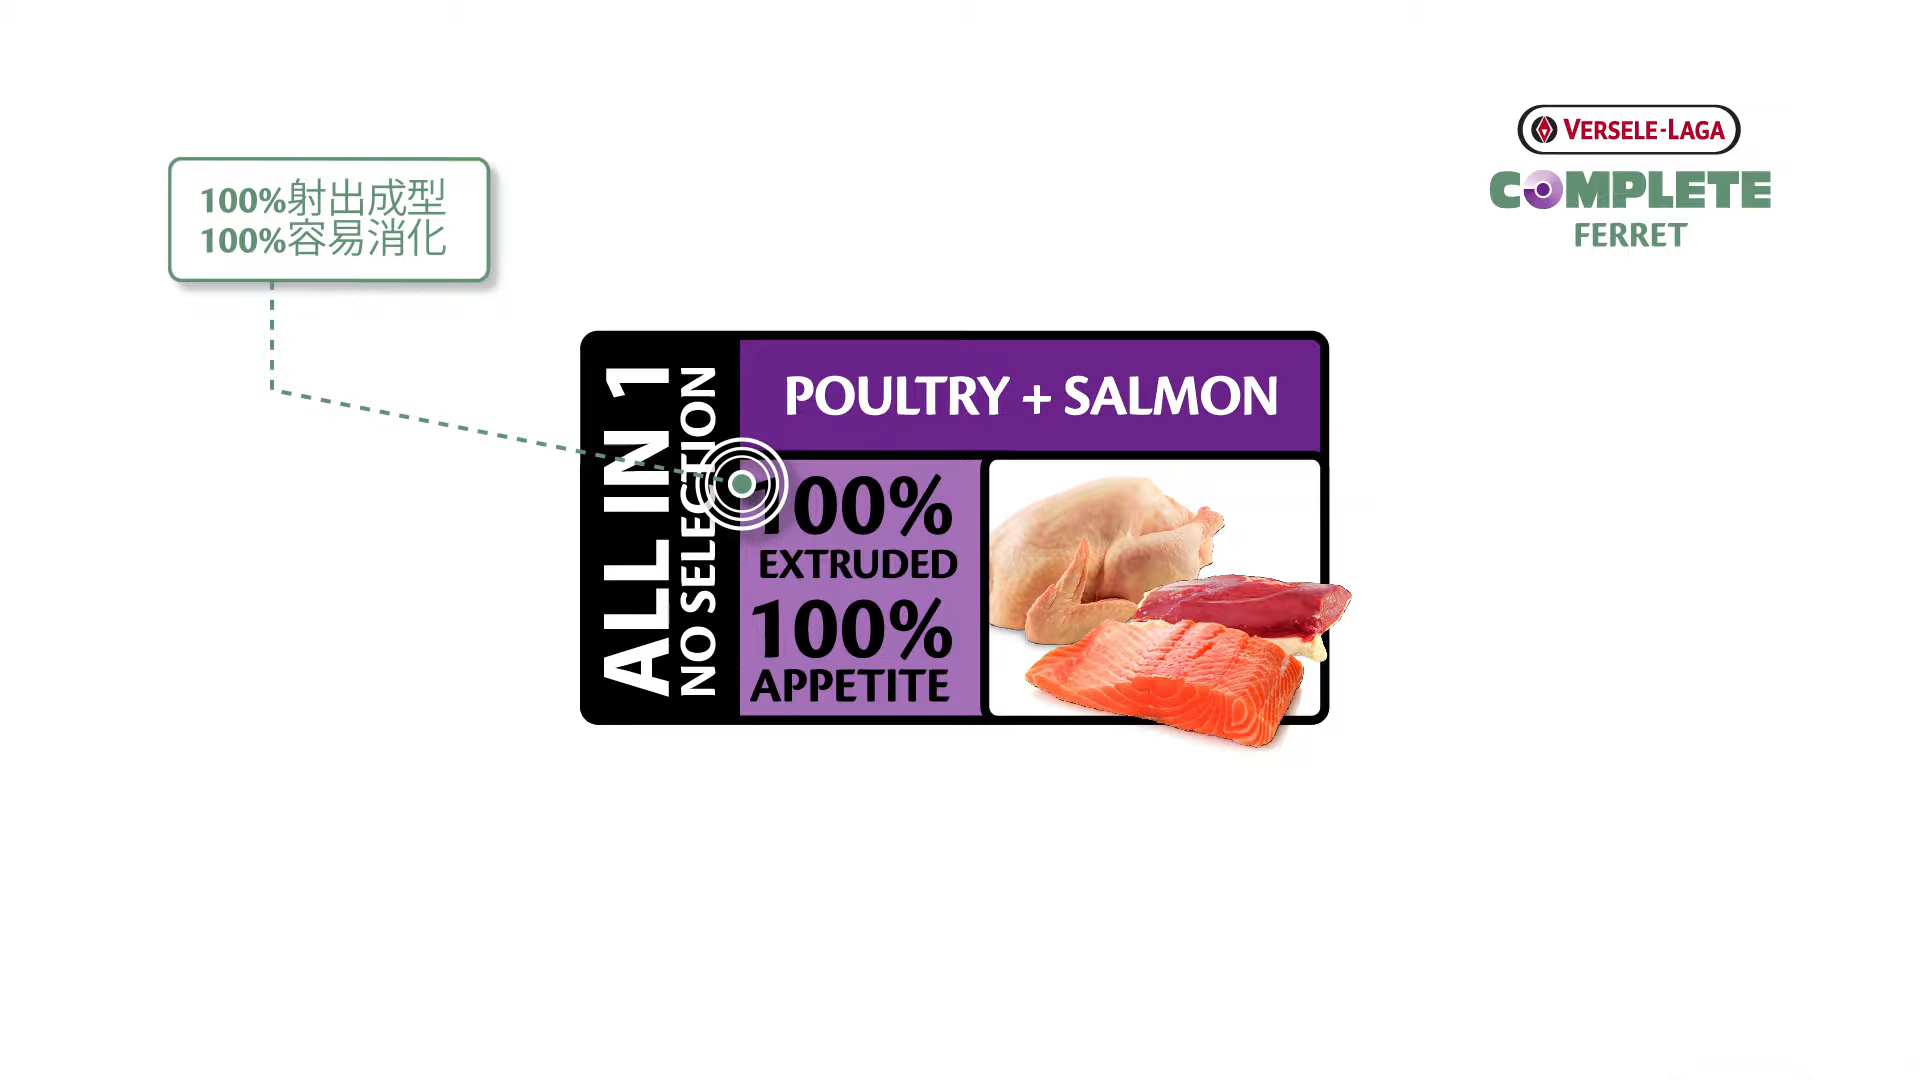 VERSELE-LAGA
COMPLETE
FERRET
100%射出成型
100%容易消化
ALL IN 1
NO SELECTION
POULTRY + SALMON
100%
EXTRUDED
100%
APPETITE